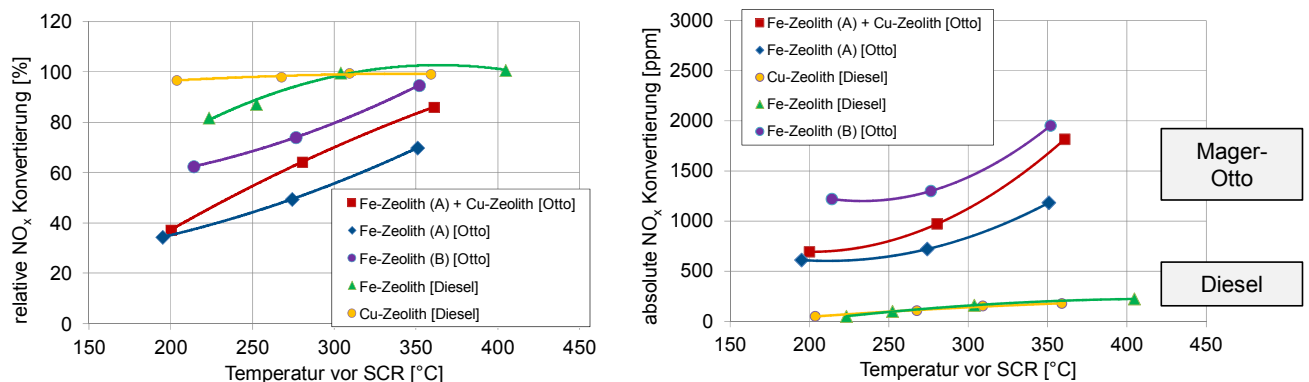 relative NOx Konvertierung [%]
120
100
80
60
40
20
0
150 200 250 300 350 400 450
Temperatur vor SCR [°C]
Fe-Zeolith (A) + Cu-Zeolith [Otto]
Fe-Zeolith (A) [Otto]
Fe-Zeolith (B) [Otto]
Fe-Zeolith [Diesel]
Cu-Zeolith [Diesel]
absolute NOx Konvertierung [ppm]
3000
2500
2000
1500
1000
500
0
150 200 250 300 350 400 450
Temperatur vor SCR [°C]
Fe-Zeolith (A) + Cu-Zeolith [Otto]
Fe-Zeolith (A) [Otto]
Cu-Zeolith [Diesel]
Fe-Zeolith [Diesel]
Fe-Zeolith (B) [Otto]
Mager-
Otto
Diesel